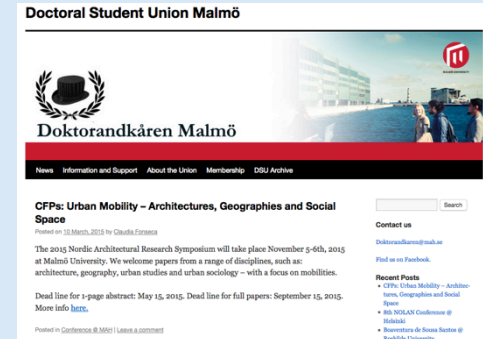 Doctoral Student Union Malmö
Doktorandkåren Malmö
News Information and Support About the Union Membership DSU Archive
CFPs: Urban Mobility – Architectures, Geographies and Social
Space
Posted on 10 March, 2015 by Claudia Fonseca
The 2015 Nordic Architectural Research Symposium will take place November 5-6th, 2015
at Malmö University. We welcome papers from a range of disciplines, such as:
architecture, geography, urban studies and urban sociology – with a focus on mobilities.
Dead line for 1-page abstract: May 15, 2015. Dead line for full papers: September 15, 2015.
More info here.
Posted in Conference @ MAH | Leave a comment
Search
Contact us
Doktorandkaren@mah.se
Find us on Facebook.
Recent Posts
CFPs: Urban Mobility – Architec-
tures, Geographies and Social
Space
8th NOLAN Conference @
Helsinki
Boaventura de Sousa Santos @
Roskilde University